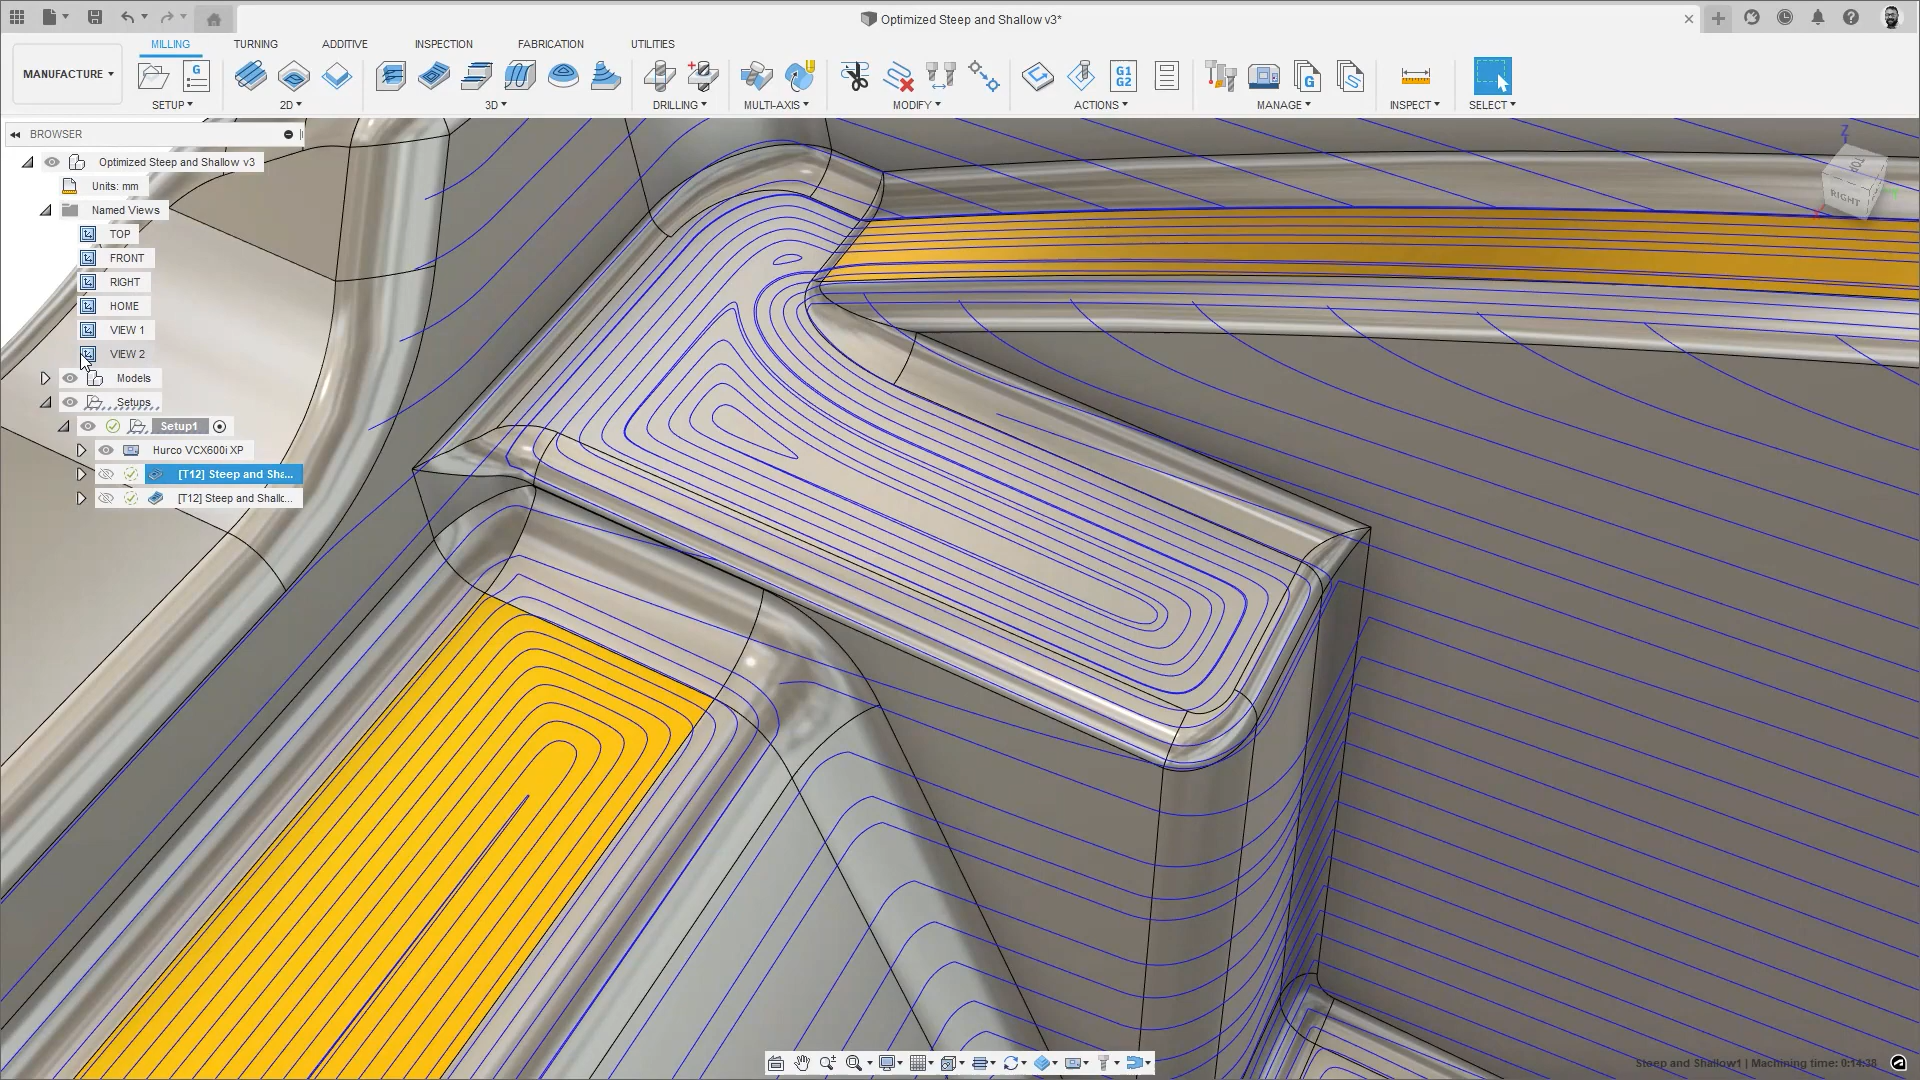 Optimized Steep and Shallow v3*
MANUFACTURE
MILLING
TURNING
ADDITIVE
INSPECTION
FABRICATION
UTILITIES
G
G1
G2
G
SETUP
2D
3D
DRILLING
MULTI-AXIS
MODIFY
ACTIONS
MANAGE
INSPECT
SELECT
BROWSER
Optimized Steep and Shallow v3
Units: mm
Named Views
TOP
FRONT
RIGHT
HOME
VIEW 1
VIEW 2
Models
Setups
Setup1
Hurco VCX600i XP
[T12] Steep and Sha...
[T12] Steep and Shallo...
Z
TOP
RIGHT
Steep and Shallow1 | Machining time: 0:14:38